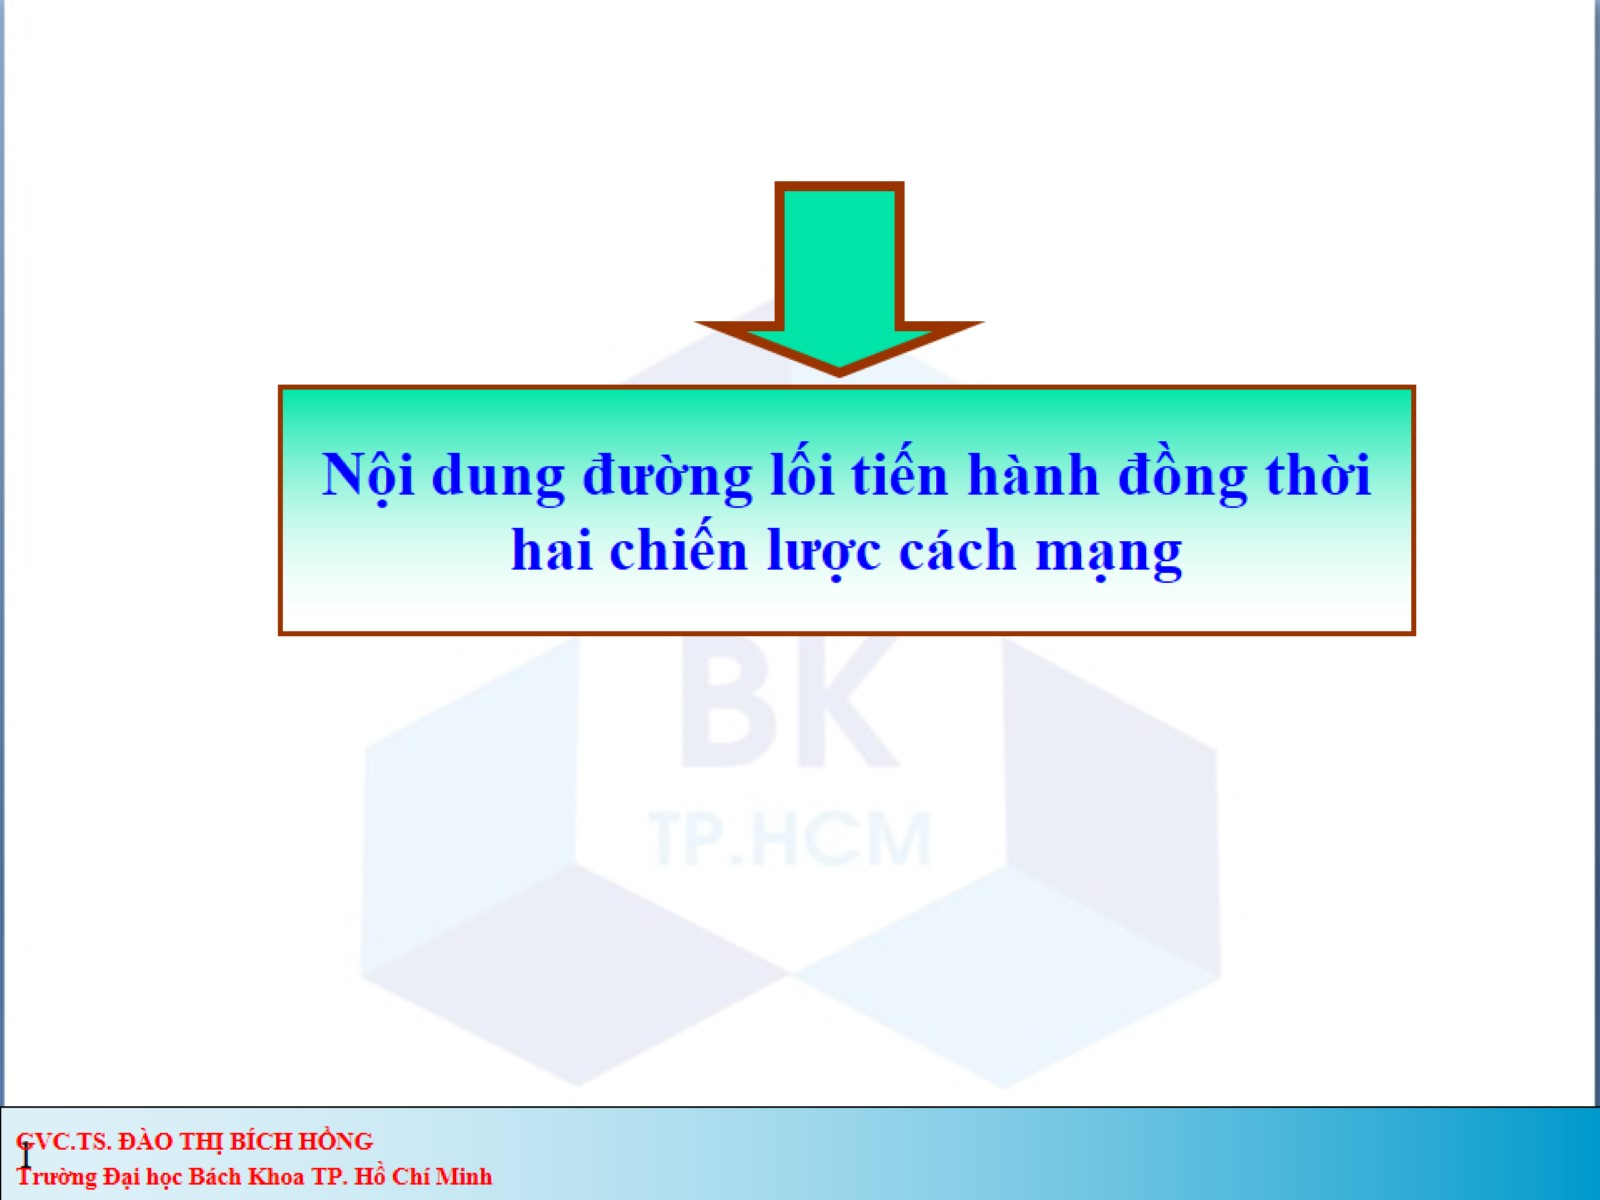 Nội dung đường lối tiến hành đồng thời
hai chiến lược cách mạng
BK
TP.HCM
GVC.TS. ĐÀO THỊ BÍCH HỒNG
1
Trường Đại học Bách Khoa TP. Hồ Chí Minh